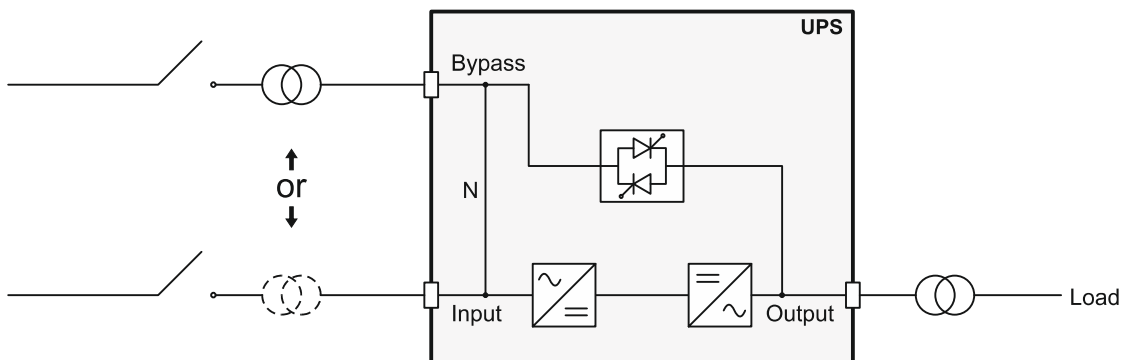 UPS
Bypass
or
N
Input
Output
Load